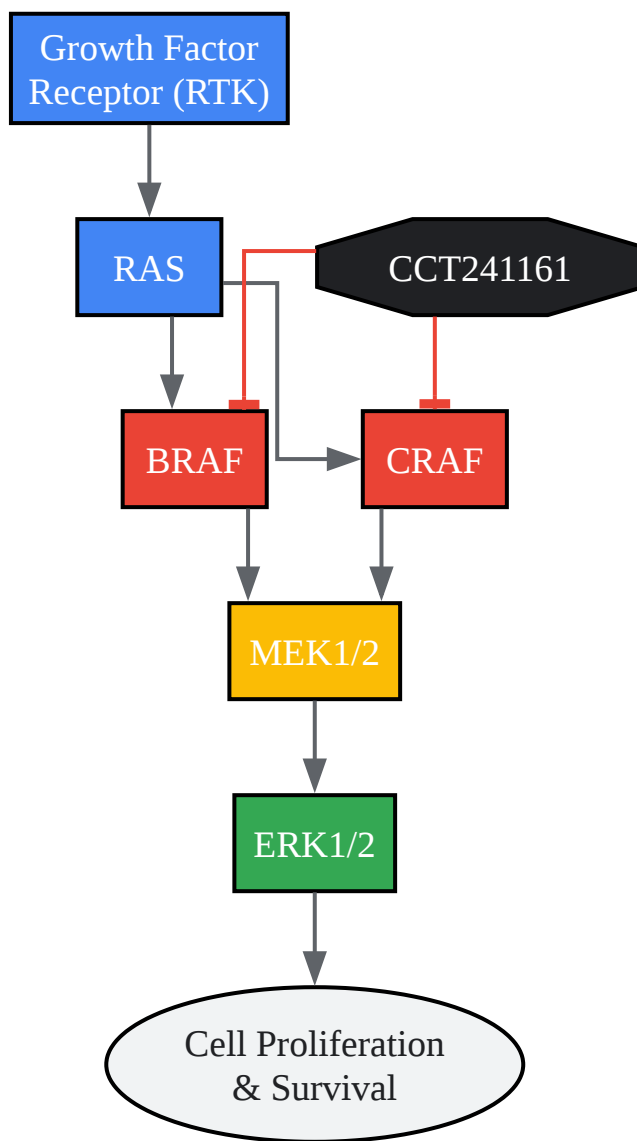 Growth Factor
Receptor (RTK)
RAS
CCT241161
BRAF
CRAF
MEK1/2
ERK1/2
Cell Proliferation
& Survival